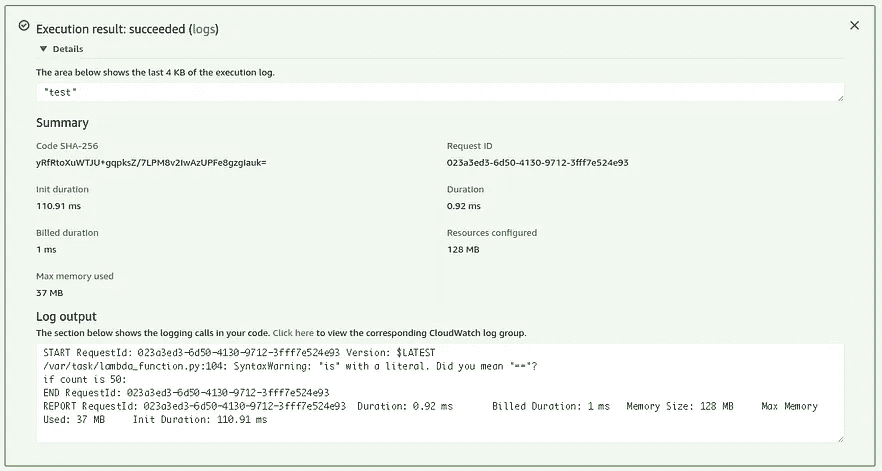 Execution result: succeeded (logs)
Details
The area below shows the last 4 KB of the execution log.
"test"
Summary
Code SHA-256
yRfRtoXuWTJU+gqpksZ/7LPM8v2IwAzUPFe8gzgIauk=
Request ID
023a3ed3-6d50-4130-9712-3fff7e524e93
Init duration
110.91 ms
Duration
0.92 ms
Billed duration
1 ms
Resources configured
128 MB
Max memory used
37 MB
Log output
The section below shows the logging calls in your code. Click here to view the corresponding CloudWatch log group.
START RequestId: 023a3ed3-6d50-4130-9712-3fff7e524e93 Version: $LATEST
/var/task/lambda_function.py:104: SyntaxWarning: "is" with a literal. Did you mean "=="?
if count is 50:
END RequestId: 023a3ed3-6d50-4130-9712-3fff7e524e93
REPORT RequestId: 023a3ed3-6d50-4130-9712-3fff7e524e93 Duration: 0.92 ms Billed Duration: 1 ms Memory Size: 128 MB Max Memory
Used: 37 MB Init Duration: 110.91 ms